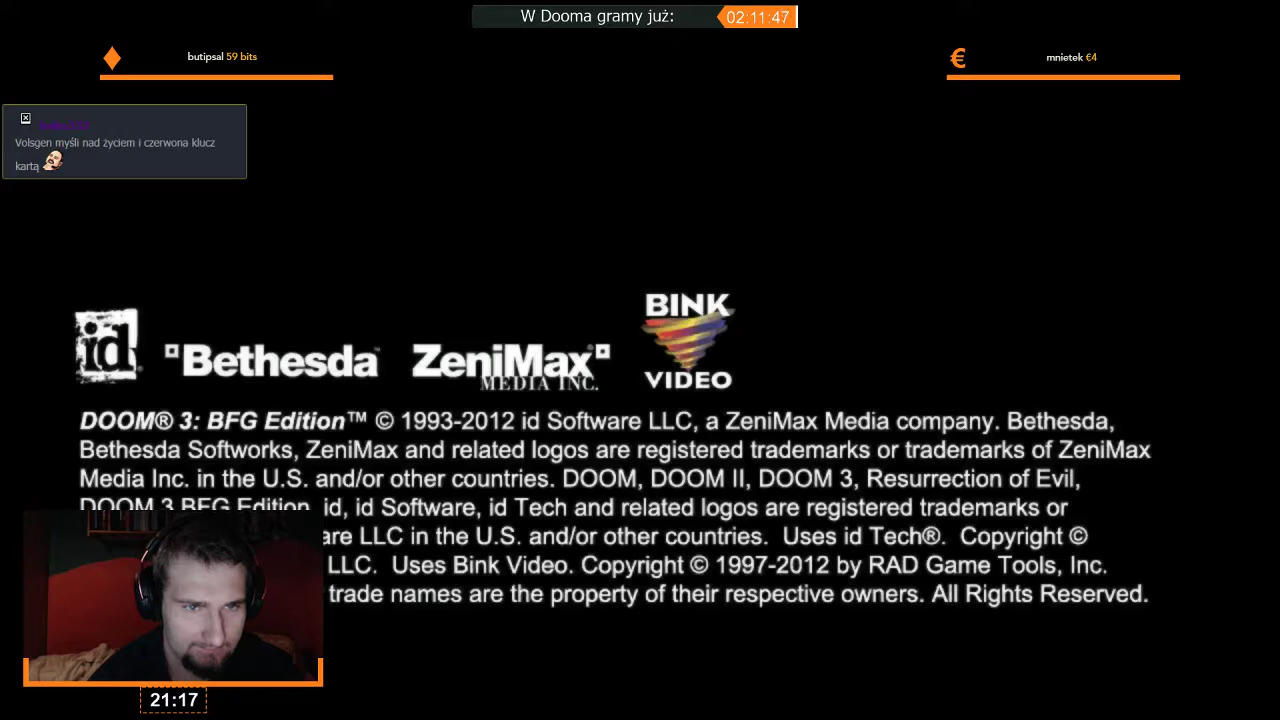 W Dooma gramy już:
02:11:47
butipsal 59 bits
€
mnietek €4
Volsgen myśli nad życiem i czerwona klucz
kartą
id
Bethesda™
ZeniMax
MEDIA INC.
BINK
VIDEO
DOOM® 3: BFG Edition™ © 1993-2012 id Software LLC, a ZeniMax Media company. Bethesda,
Bethesda Softworks, ZeniMax and related logos are registered trademarks or trademarks of ZeniMax
Media Inc. in the U.S. and/or other countries. DOOM, DOOM II, DOOM 3, Resurrection of Evil,
DOOM 3 BFG Edition, id, id Software, id Tech and related logos are registered trademarks or
are LLC in the U.S. and/or other countries. Uses id Tech®. Copyright ©
LLC. Uses Bink Video. Copyright © 1997-2012 by RAD Game Tools, Inc.
trade names are the property of their respective owners. All Rights Reserved.
21:17